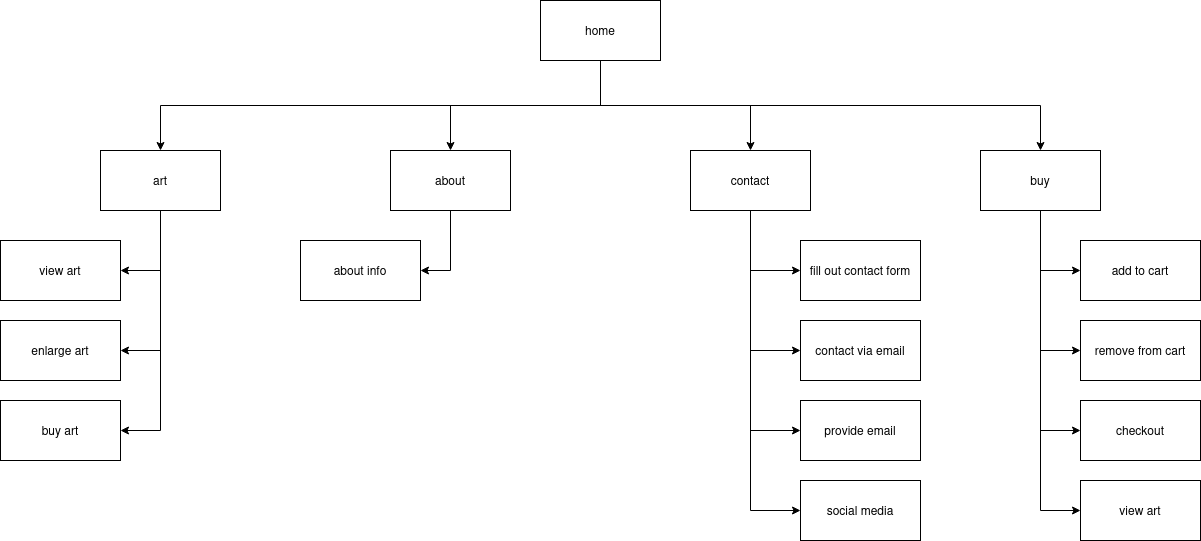 home
art
about
contact
buy
view art
about info
fill out contact form
add to cart
enlarge art
contact via email
remove from cart
buy art
provide email
checkout
social media
view art